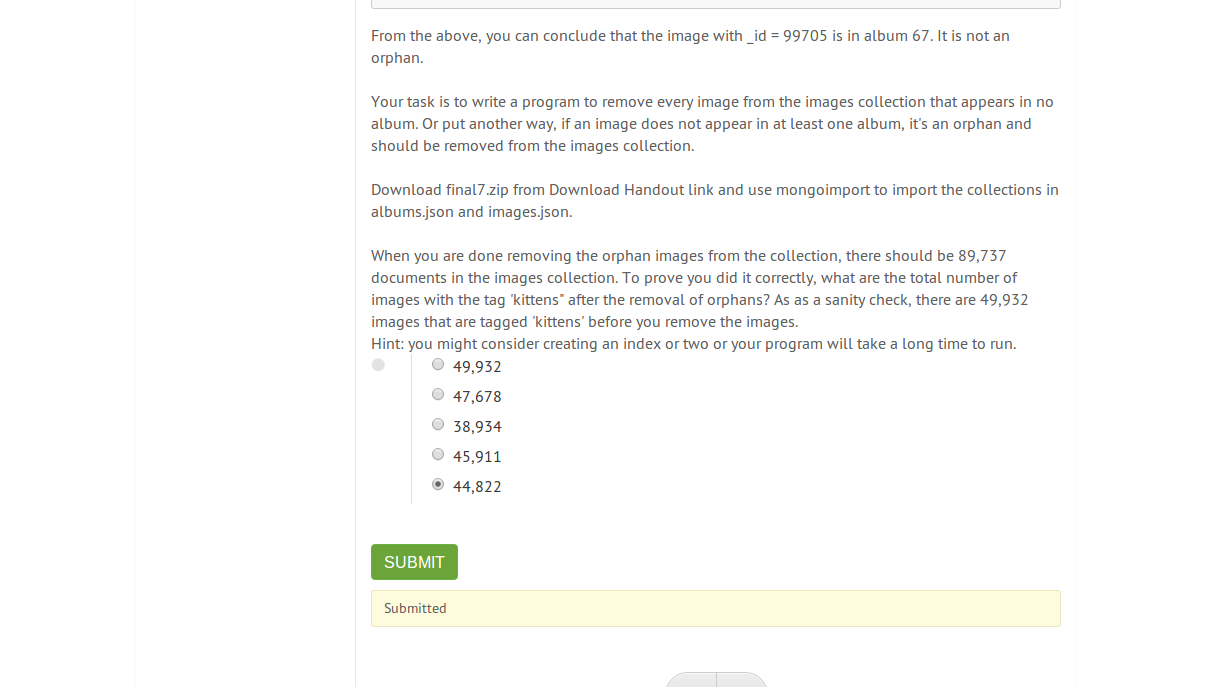 From the above, you can conclude that the image with _id = 99705 is in album 67. It is not an
orphan.
Your task is to write a program to remove every image from the images collection that appears in no
album. Or put another way, if an image does not appear in at least one album, it's an orphan and
should be removed from the images collection.
Download final7.zip from Download Handout link and use mongoimport to import the collections in
albums.json and images.json.
When you are done removing the orphan images from the collection, there should be 89,737
documents in the images collection. To prove you did it correctly, what are the total number of
images with the tag 'kittens" after the removal of orphans? As as a sanity check, there are 49,932
images that are tagged 'kittens' before you remove the images.
Hint: you might consider creating an index or two or your program will take a long time to run.
49,932
47,678
38,934
45,911
44,822
SUBMIT
Submitted